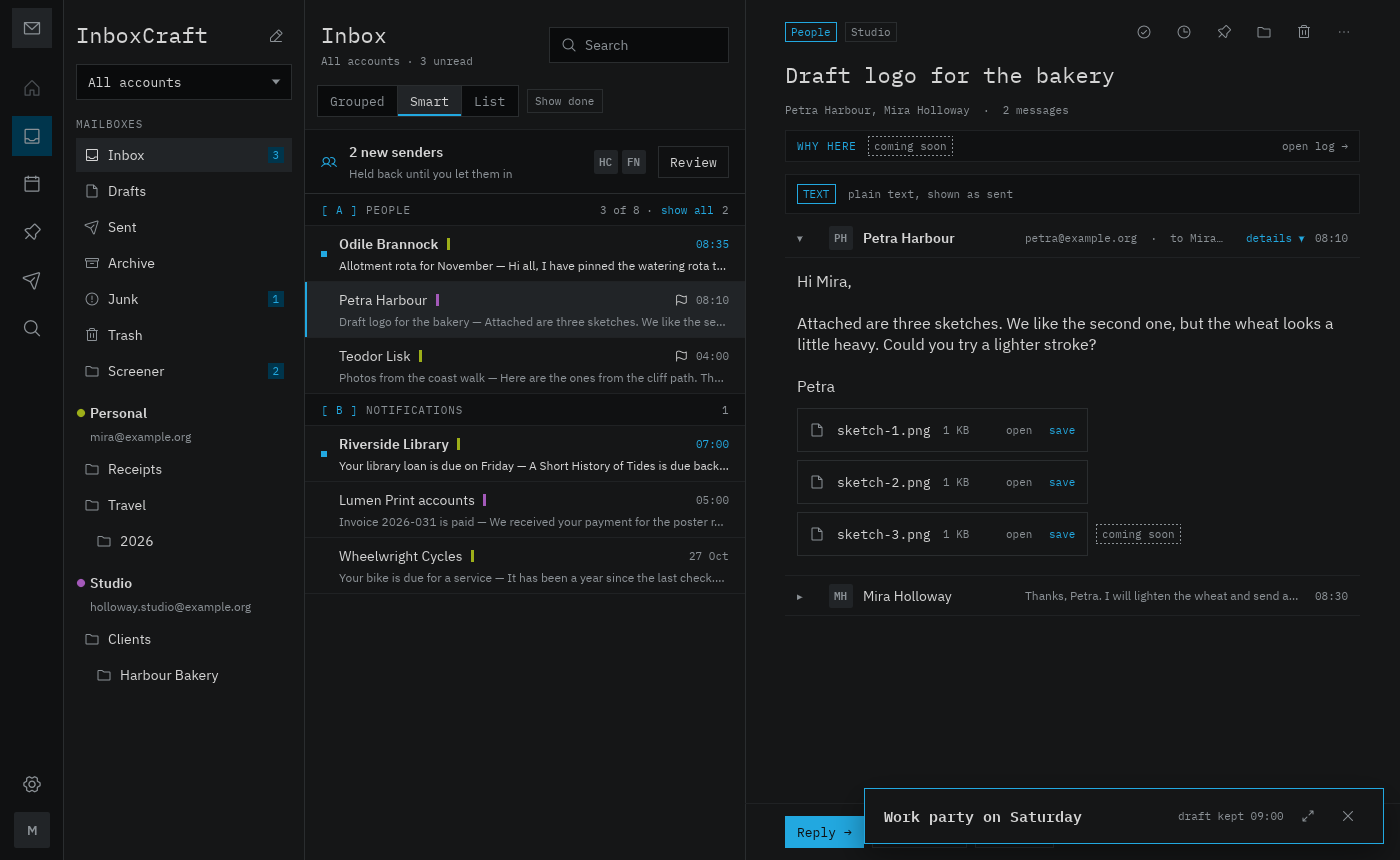 InboxCraft
All accounts
MAILBOXES
Inbox 3
Drafts
Sent
Archive
Junk 1
Trash
Screener 2
Personal
mira@example.org
Receipts
Travel
2026
Studio
holloway.studio@example.org
Clients
Harbour Bakery
M
Inbox
All accounts · 3 unread
Search
Grouped Smart List Show done
2 new senders
Held back until you let them in
HC FN Review
[ A ] PEOPLE 3 of 8 · show all 2
Odile Brannock 08:35
Allotment rota for November — Hi all, I have pinned the watering rota t…
Petra Harbour 08:10
Draft logo for the bakery — Attached are three sketches. We like the se…
Teodor Lisk 04:00
Photos from the coast walk — Here are the ones from the cliff path. Th…
[ B ] NOTIFICATIONS 1
Riverside Library 07:00
Your library loan is due on Friday — A Short History of Tides is due back…
Lumen Print accounts 05:00
Invoice 2026-031 is paid — We received your payment for the poster r…
Wheelwright Cycles 27 Oct
Your bike is due for a service — It has been a year since the last check.…
People Studio
Draft logo for the bakery
Petra Harbour, Mira Holloway · 2 messages
WHY HERE coming soon open log →
TEXT plain text, shown as sent
▾ PH Petra Harbour petra@example.org · to Mira… details ▾ 08:10
Hi Mira,
Attached are three sketches. We like the second one, but the wheat looks a
little heavy. Could you try a lighter stroke?
Petra
sketch-1.png 1 KB open save
sketch-2.png 1 KB open save
sketch-3.png 1 KB open save coming soon
▸ MH Mira Holloway Thanks, Petra. I will lighten the wheat and send a… 08:30
Reply →
Work party on Saturday draft kept 09:00